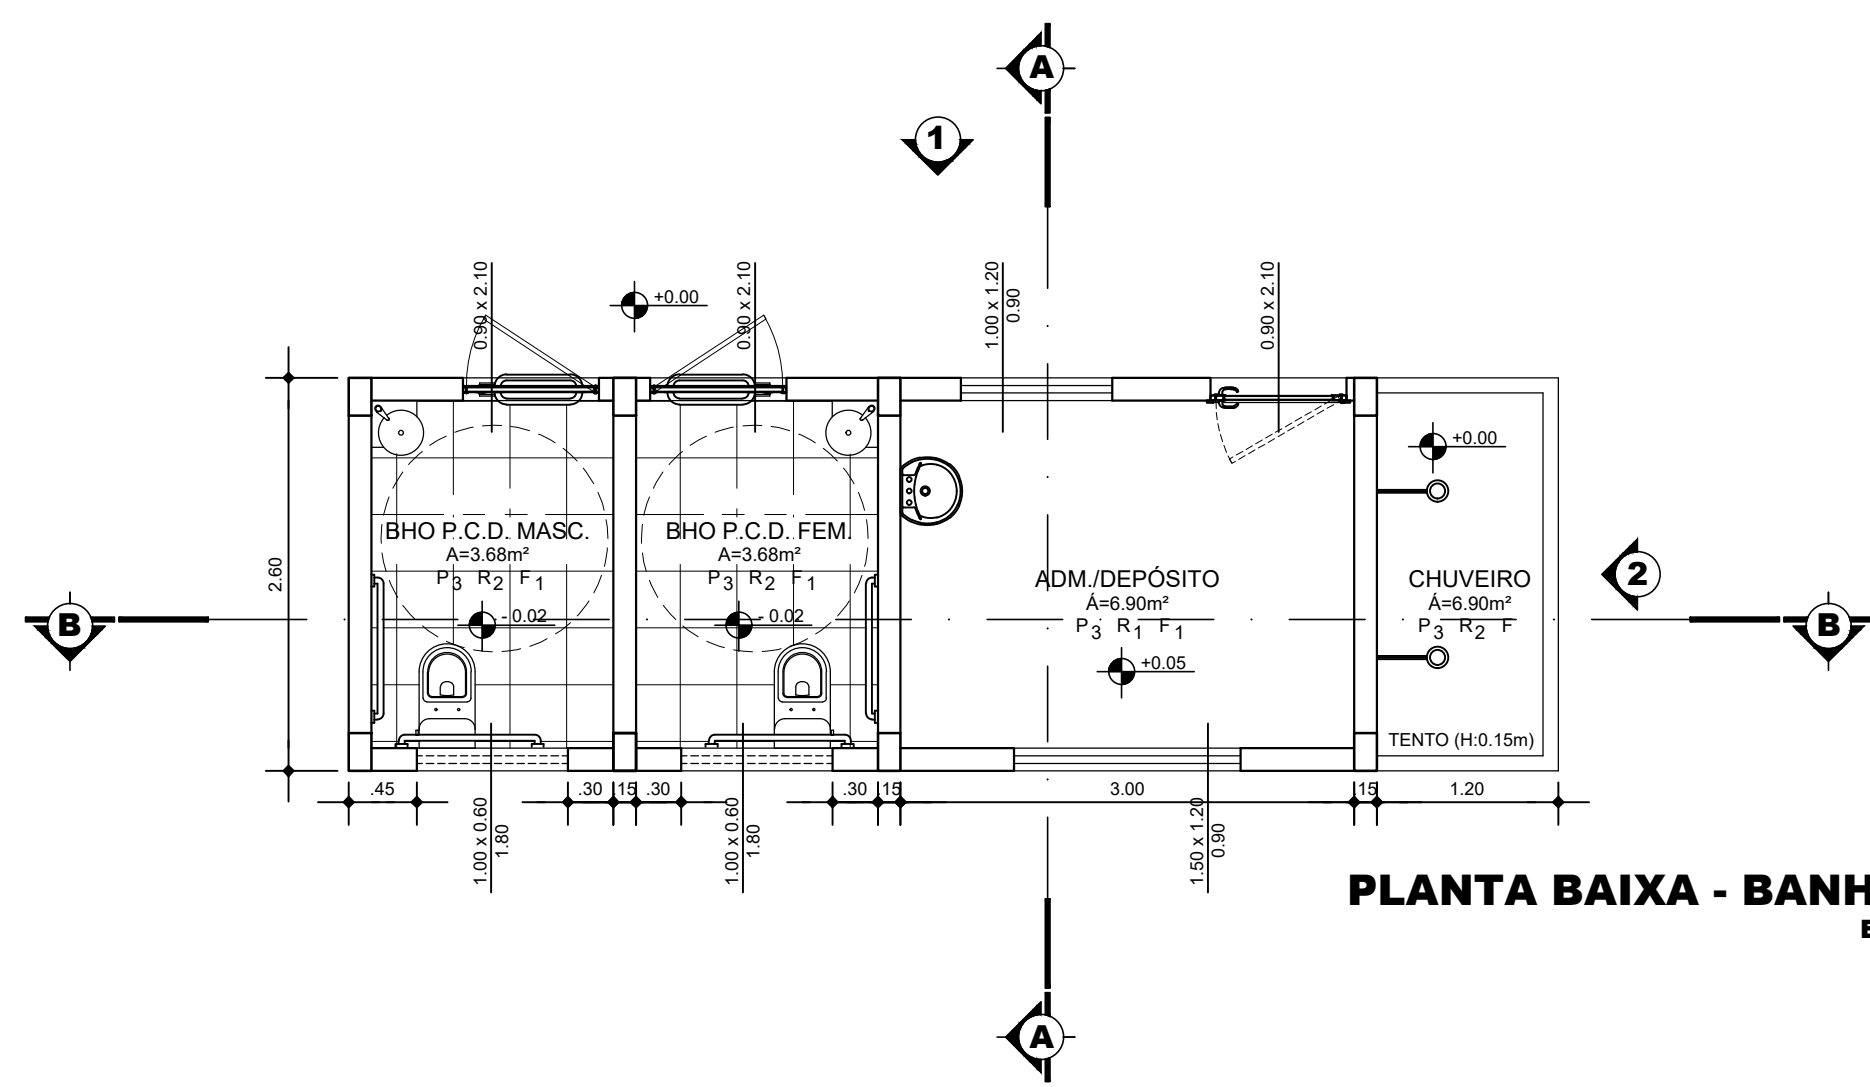 A
1
0.90 x 2.10
+0.00
0.90 x 2.10
1.00 x 1.20
0.90
0.90 x 2.10
+0.00
BHO P.C.D. MASC.
A=3.68m²
P3 R2 F1
- 0.02
BHO P.C.D. FEM.
A=3.68m²
P3 R2 F1
- 0.02
ADM./DEPÓSITO
Á=6.90m²
P3 R1 F1
+0.05
CHUVEIRO
Á=6.90m²
P3 R2 F
2
2.60
B
B
TENTO (H:0.15m)
.45
.30
.15
.30
.30
.15
3.00
.15
1.20
1.00 x 0.60
1.80
1.00 x 0.60
1.80
1.50 x 1.20
0.90
PLANTA BAIXA - BANH
A